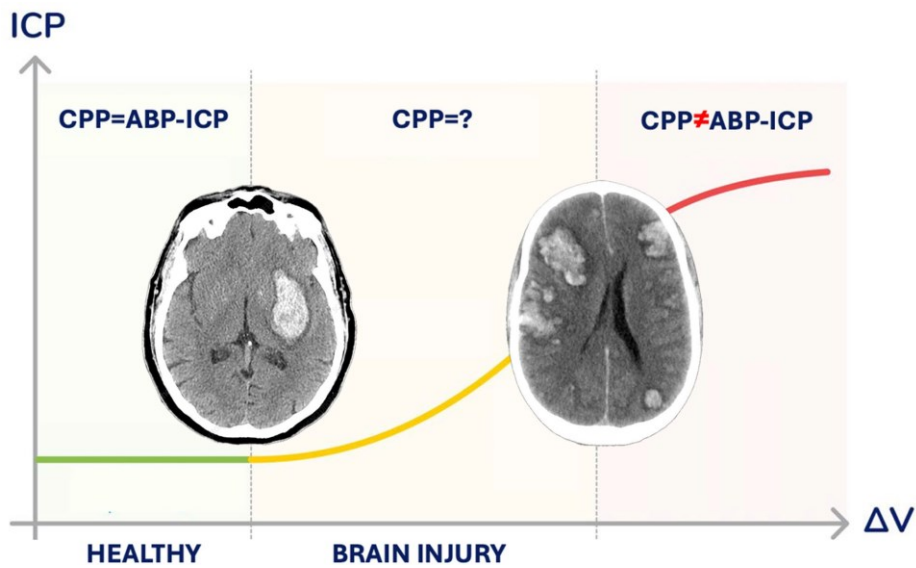 ICP
CPP=ABP-ICP
CPP=?
CPP≠ABP-ICP
ΔV
HEALTHY
BRAIN INJURY